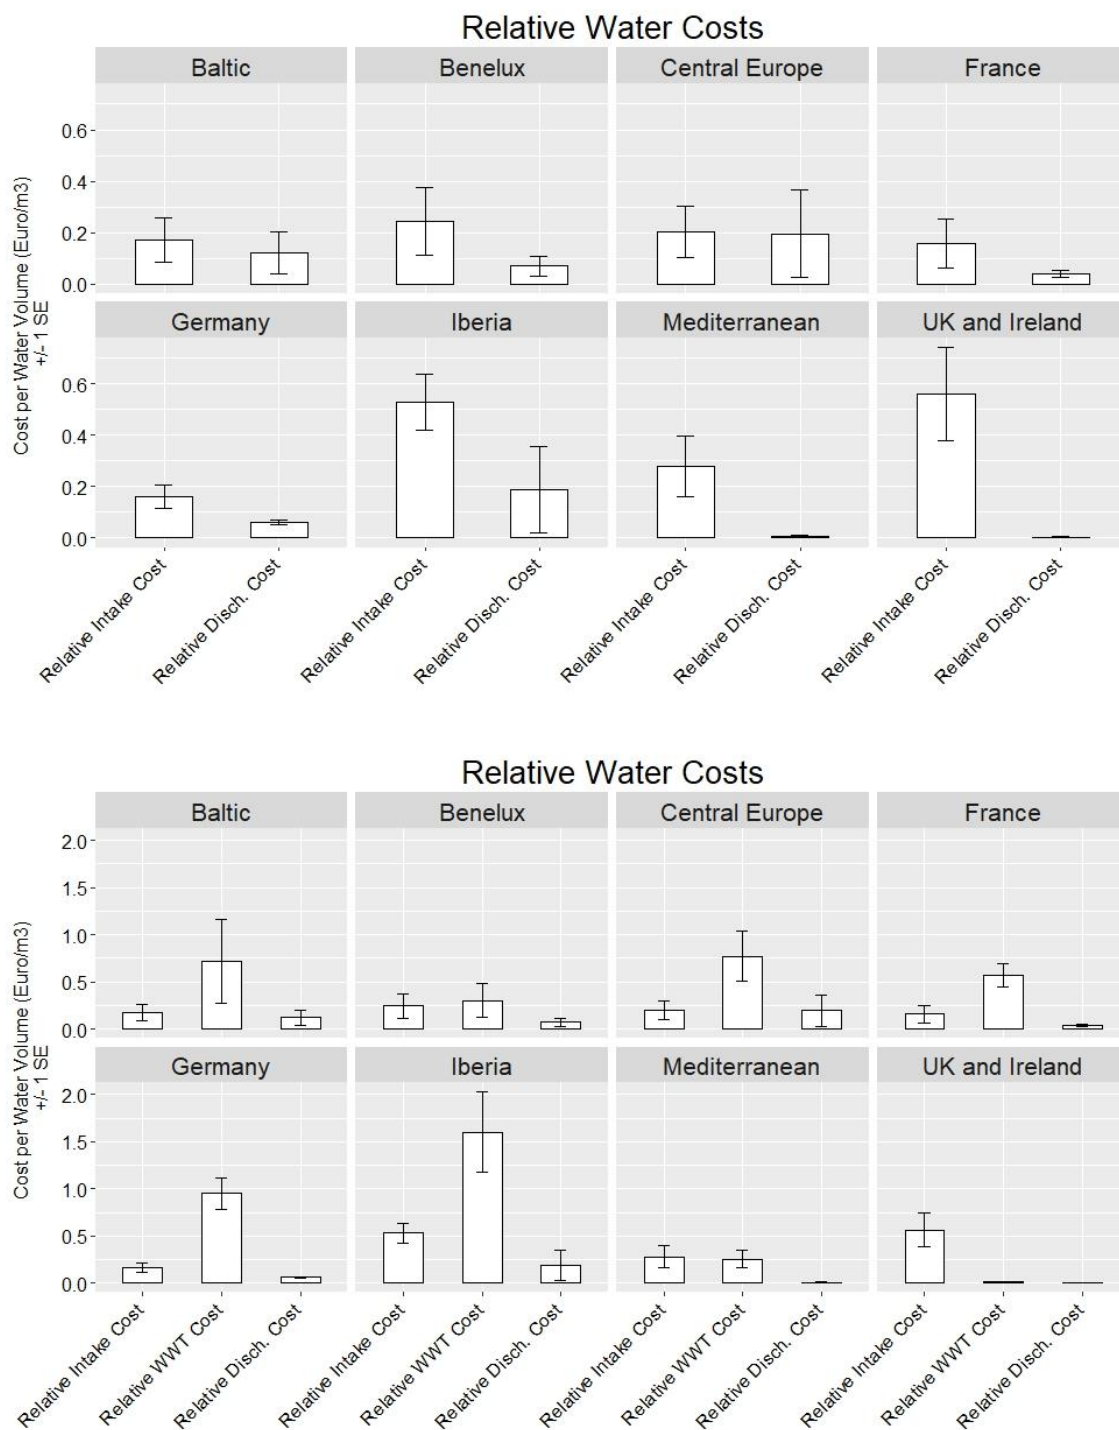 Relative Water Costs
Baltic
Benelux
Central Europe
France
0.6
0.4
0.2
0.0
Germany
Iberia
Mediterranean
UK and Ireland
0.6
0.4
0.2
0.0
Cost per Water Volume (Euro/m3)
+/- 1 SE
Relative Intake Cost
Relative Disch. Cost
Relative Intake Cost
Relative Disch. Cost
Relative Intake Cost
Relative Disch. Cost
Relative Intake Cost
Relative Disch. Cost
Relative Water Costs
Baltic
Benelux
Central Europe
France
2.0
1.5
1.0
0.5
0.0
Germany
Iberia
Mediterranean
UK and Ireland
2.0
1.5
1.0
0.5
0.0
Cost per Water Volume (Euro/m3)
+/- 1 SE
Relative Intake Cost
Relative WWT Cost
Relative Disch. Cost
Relative Intake Cost
Relative WWT Cost
Relative Disch. Cost
Relative Intake Cost
Relative WWT Cost
Relative Disch. Cost
Relative Intake Cost
Relative WWT Cost
Relative Disch. Cost